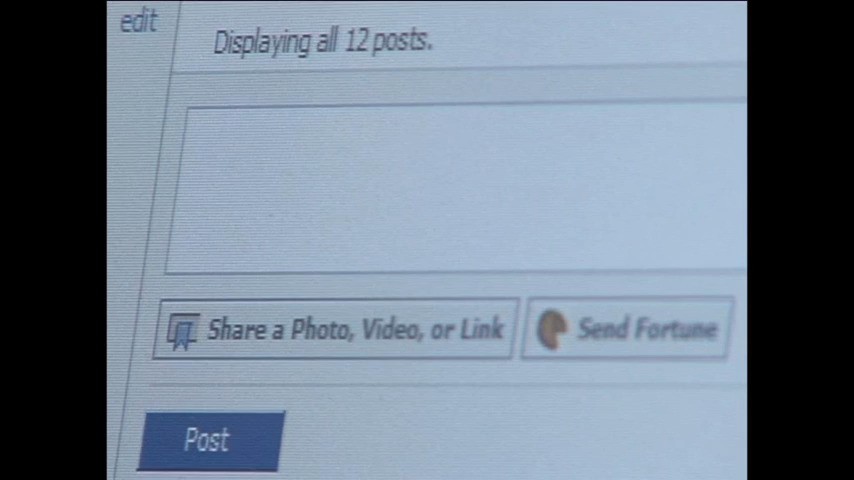 edit
Displaying all 12 posts.
Share a Photo, Video, or Link
Send Fortune
Post